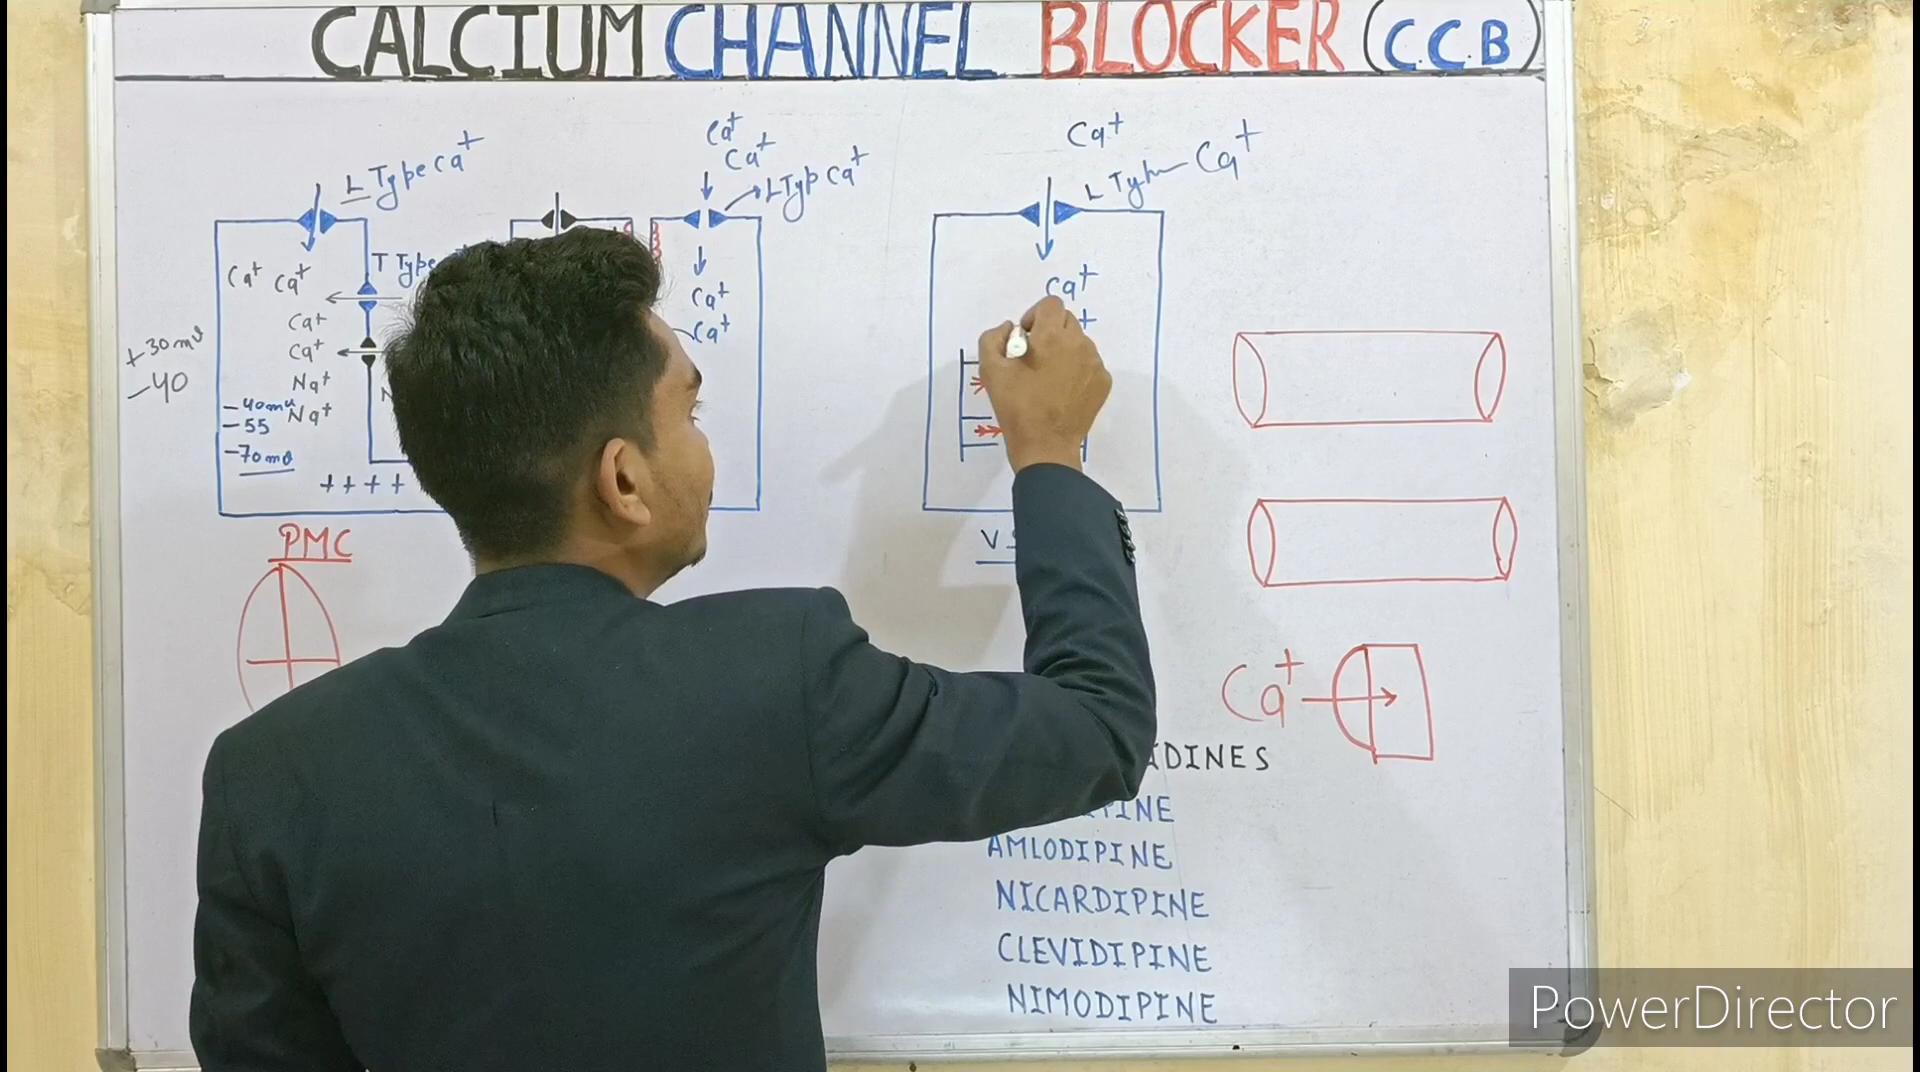 CALCIUM CHANNEL BLOCKER (C.C.B)
L Type Ca+
Ca+
Ca+
L Typ Ca+
Ca+
L Type Ca+
T Type
Ca+ Ca+
Ca+
Ca+
Na+
Na+
+30mv
-40
-40mv
-55
-70mv
++++
Ca+
Ca+
Ca+
PMC
Ca+
AMLODIPINE
NICARDIPINE
CLEVIDIPINE
NIMODIPINE
PowerDirector